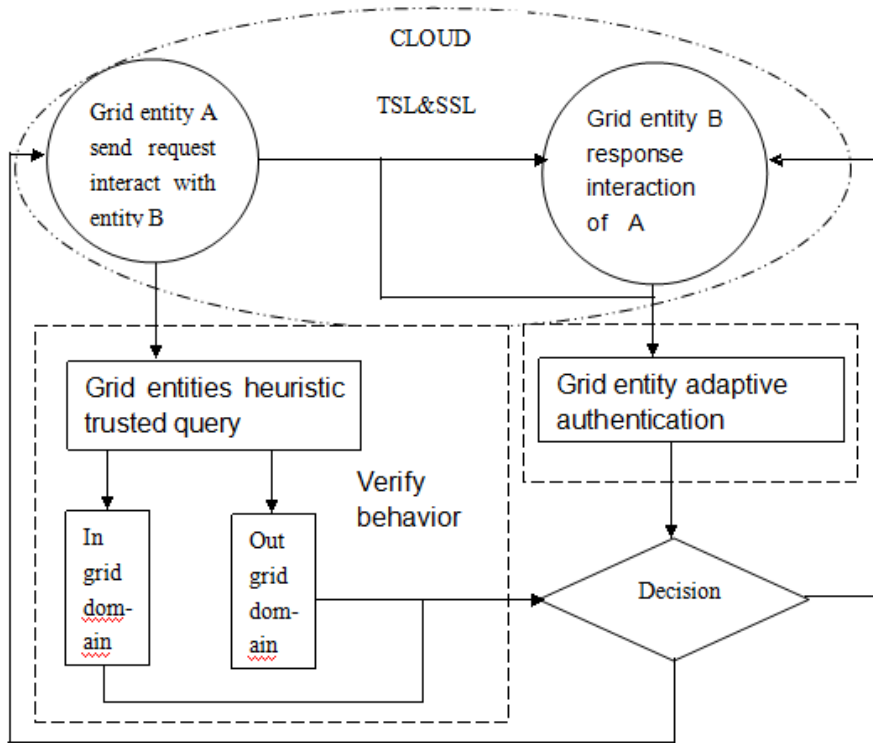 CLOUD
TSL&SSL
Grid entity A
send request
interact with
entity B
Grid entity B
response
interaction
of A
Grid entities heuristic
trusted query
Grid entity adaptive
authentication
Verify
behavior
In
grid
dom-
ain
Out
grid
dom-
ain
Decision